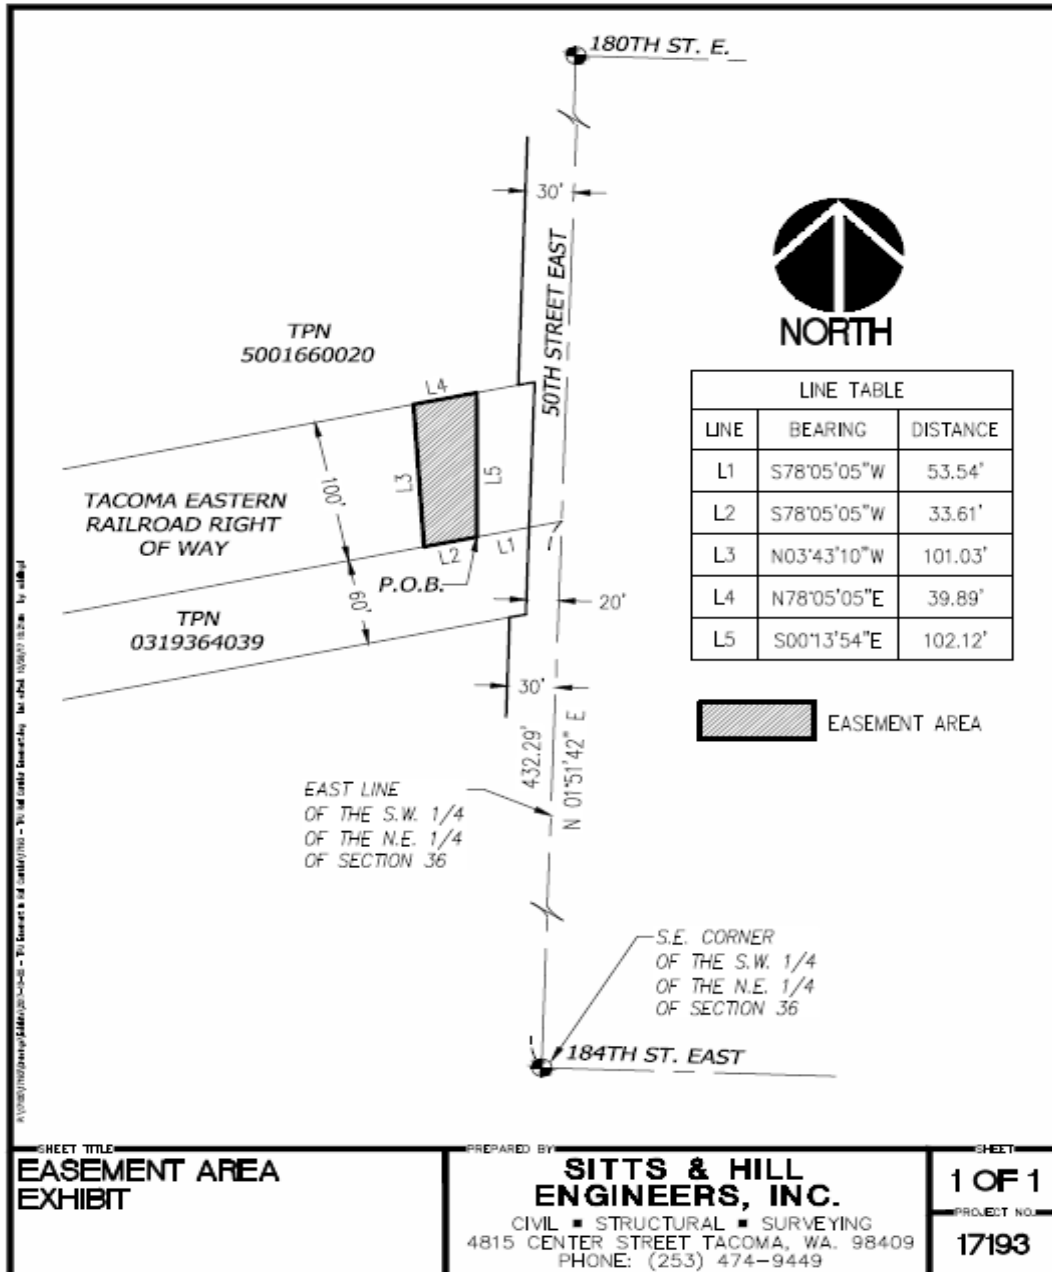 180TH ST. E.
30'
50TH STREET EAST
NORTH
TPN
5001660020
L4
L3
L5
100'
TACOMA EASTERN
RAILROAD RIGHT
OF WAY
L2
L1
P.O.B.
60'
20'
TPN
0319364039
30'
432.29'
N 01°51'42" E
LINE TABLE
LINE BEARING DISTANCE
L1 S78°05'05"W 53.54'
L2 S78°05'05"W 33.61'
L3 N03°43'10"W 101.03'
L4 N78°05'05"E 39.89'
L5 S00°13'54"E 102.12'
EASEMENT AREA
EAST LINE
OF THE S.W. 1/4
OF THE N.E. 1/4
OF SECTION 36
S.E. CORNER
OF THE S.W. 1/4
OF THE N.E. 1/4
OF SECTION 36
184TH ST. EAST
SHEET TITLE
EASEMENT AREA
EXHIBIT
PREPARED BY
SITTS & HILL
ENGINEERS, INC.
CIVIL ■ STRUCTURAL ■ SURVEYING
4815 CENTER STREET TACOMA, WA. 98409
PHONE: (253) 474-9449
SHEET
1 OF 1
PROJECT NO.
17193